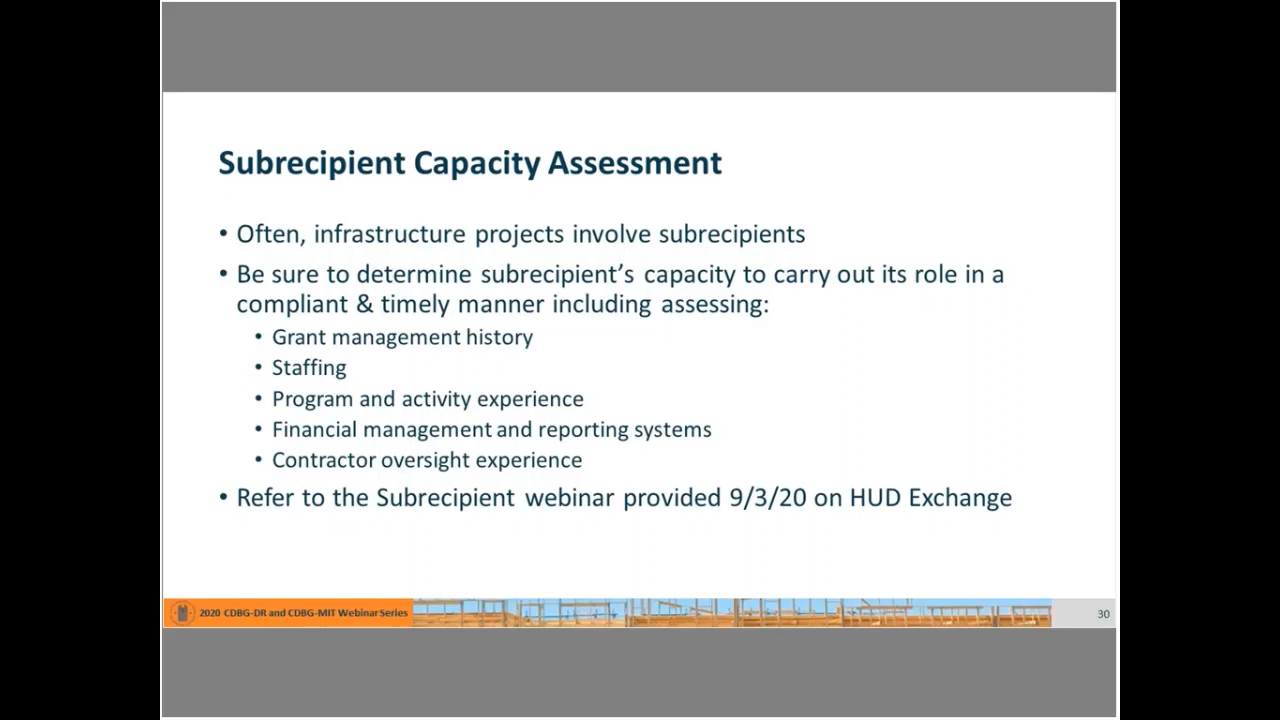 Subrecipient Capacity Assessment
• Often, infrastructure projects involve subrecipients
• Be sure to determine subrecipient's capacity to carry out its role in a
compliant & timely manner including assessing:
• Grant management history
• Staffing
• Program and activity experience
• Financial management and reporting systems
• Contractor oversight experience
• Refer to the Subrecipient webinar provided 9/3/20 on HUD Exchange
2020 CDBG-DR and CDBG-MIT Webinar Series
30